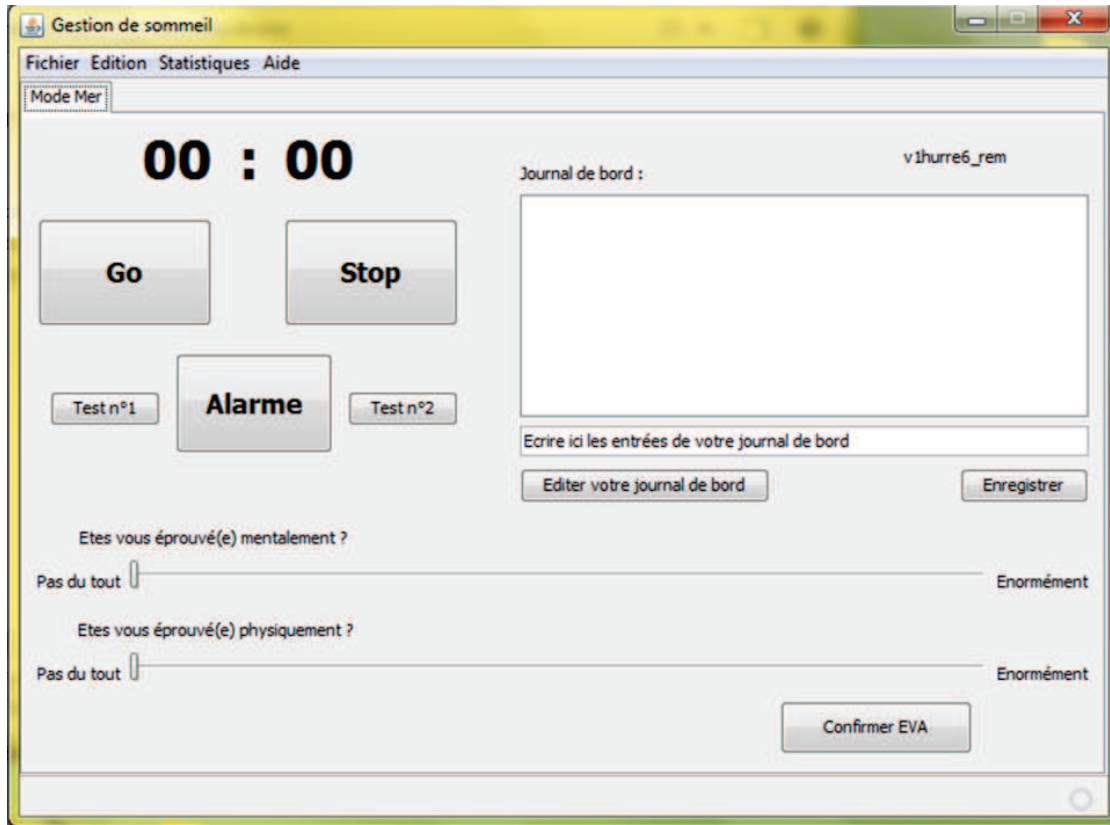 Gestion de sommeil
Fichier Edition Statistiques Aide
Mode Mer
00 : 00
v1hurre6_rem
Journal de bord :
Go
Stop
Test n°1
Alarme
Test n°2
Ecrire ici les entrées de votre journal de bord
Editer votre journal de bord
Enregistrer
Etes vous éprouvé(e) mentalement ?
Pas du tout
Enormément
Etes vous éprouvé(e) physiquement ?
Pas du tout
Enormément
Confirmer EVA